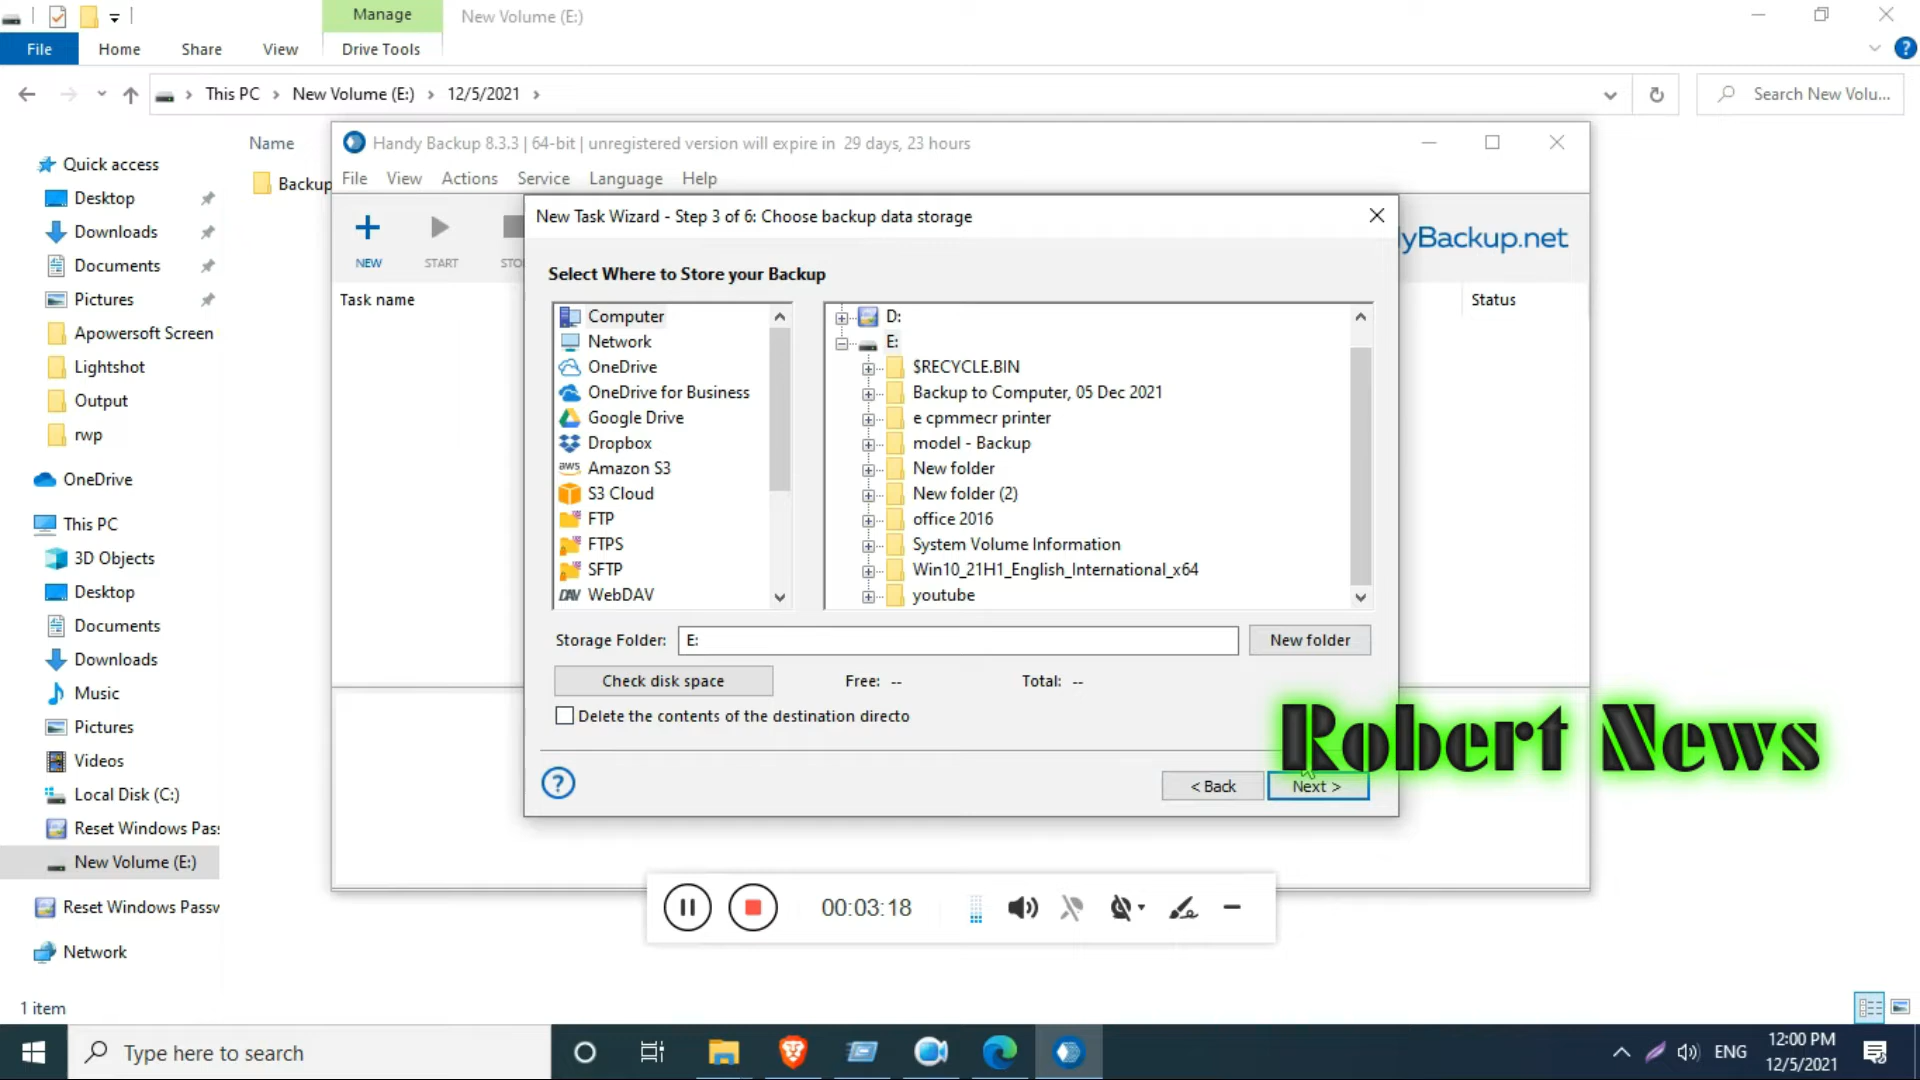 Manage
New Volume (E:)
File
Home
Share
View
Drive Tools
This PC
New Volume (E:)
12/5/2021
Search New Volu...
Name
Backup
Quick access
Desktop
Downloads
Documents
Pictures
Apowersoft Screen
Lightshot
Output
rwp
OneDrive
This PC
3D Objects
Desktop
Documents
Downloads
Music
Pictures
Videos
Local Disk (C:)
Reset Windows Pas
New Volume (E:)
Reset Windows Passw
Network
1 item
Handy Backup 8.3.3 | 64-bit | unregistered version will expire in 29 days, 23 hours
File
View
Actions
Service
Language
Help
NEW
START
STO
yBackup.net
Task name
Status
New Task Wizard - Step 3 of 6: Choose backup data storage
Select Where to Store your Backup
Computer
Network
OneDrive
OneDrive for Business
Google Drive
Dropbox
aws Amazon S3
S3 Cloud
FTP
FTPS
SFTP
DAV WebDAV
D:
E:
$RECYCLE.BIN
Backup to Computer, 05 Dec 2021
e cpmmecr printer
model - Backup
New folder
New folder (2)
office 2016
System Volume Information
Win10_21H1_English_International_x64
youtube
Storage Folder:
E:
New folder
Check disk space
Free: --
Total: --
Delete the contents of the destination directo
< Back
Next >
Robert News
00:03:18
Type here to search
ENG
12:00 PM
12/5/2021